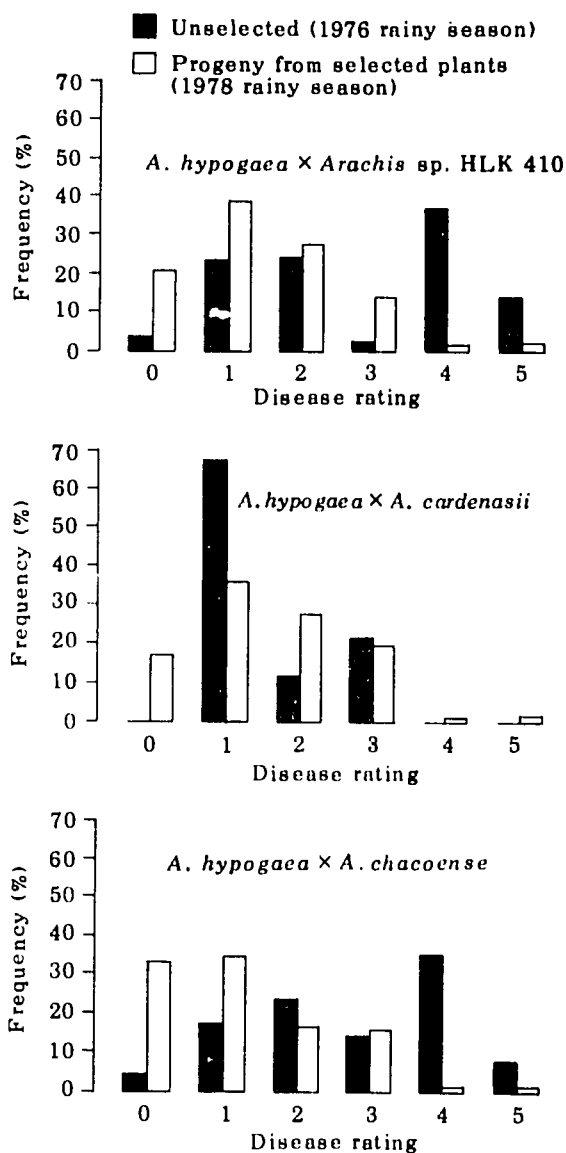 Unselected (1976 rainy season)
Progeny from selected plants
(1978 rainy season)
70
60
50
40
30
20
10
0
Frequency (%)
A. hypogaea × Arachis sp. HLK 410
0 1 2 3 4 5
Disease rating
70
60
50
40
30
20
10
0
Frequency (%)
A. hypogaea × A. cardenasii
0 1 2 3 4 5
Disease rating
70
60
50
40
30
20
10
0
Frequency (%)
A. hypogaea × A. chacoense
0 1 2 3 4 5
Disease rating